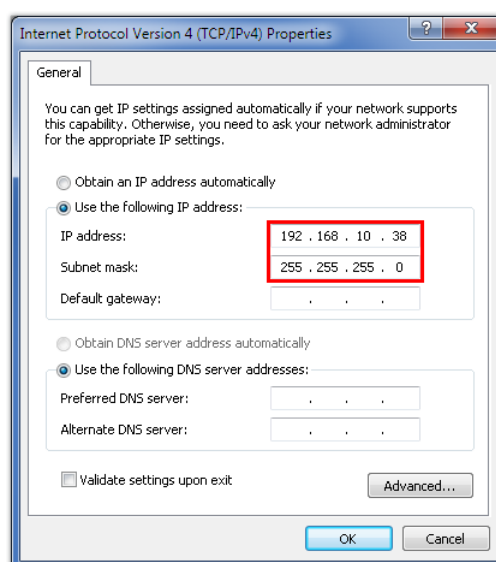 Internet Protocol Version 4 (TCP/IPv4) Properties
General
You can get IP settings assigned automatically if your network supports
this capability. Otherwise, you need to ask your network administrator
for the appropriate IP settings.
Obtain an IP address automatically
Use the following IP address:
IP address: 192 . 168 . 10 . 38
Subnet mask: 255 . 255 . 255 . 0
Default gateway: . . .
Obtain DNS server address automatically
Use the following DNS server addresses:
Preferred DNS server: . . .
Alternate DNS server: . . .
Validate settings upon exit
Advanced...
OK Cancel